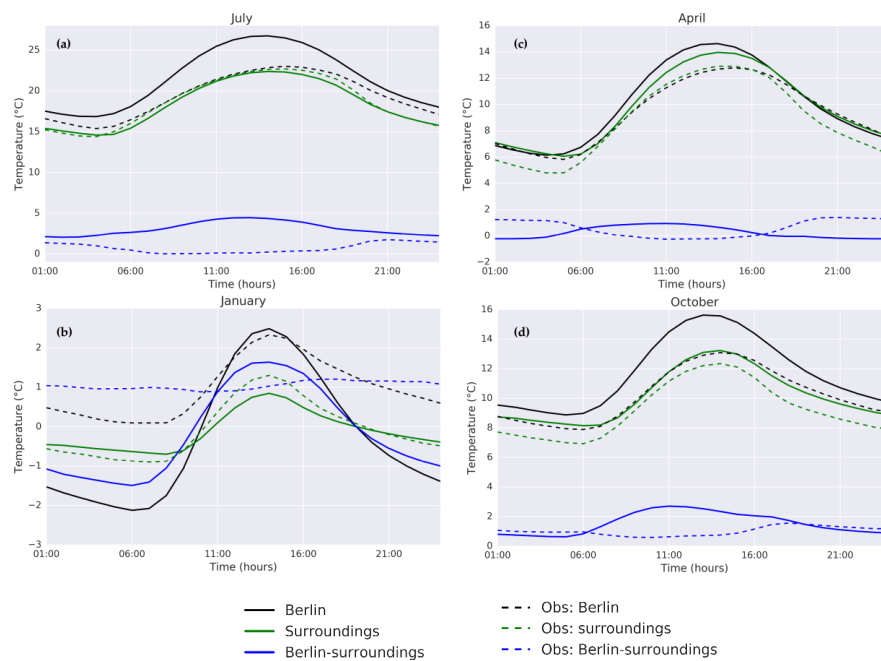 July
(a)
25
20
15
10
5
0
Temperature (°C)
01:00 06:00 11:00 16:00 21:00
Time (hours)
April
(c)
16
14
12
10
8
6
4
2
0
−2
Temperature (°C)
01:00 06:00 11:00 16:00 21:00
Time (hours)
January
(b)
3
2
1
0
−1
−2
−3
Temperature (°C)
01:00 06:00 11:00 16:00 21:00
Time (hours)
October
(d)
16
14
12
10
8
6
4
2
0
Temperature (°C)
01:00 06:00 11:00 16:00 21:00
Time (hours)
Berlin
Surroundings
Berlin-surroundings
Obs: Berlin
Obs: surroundings
Obs: Berlin-surroundings